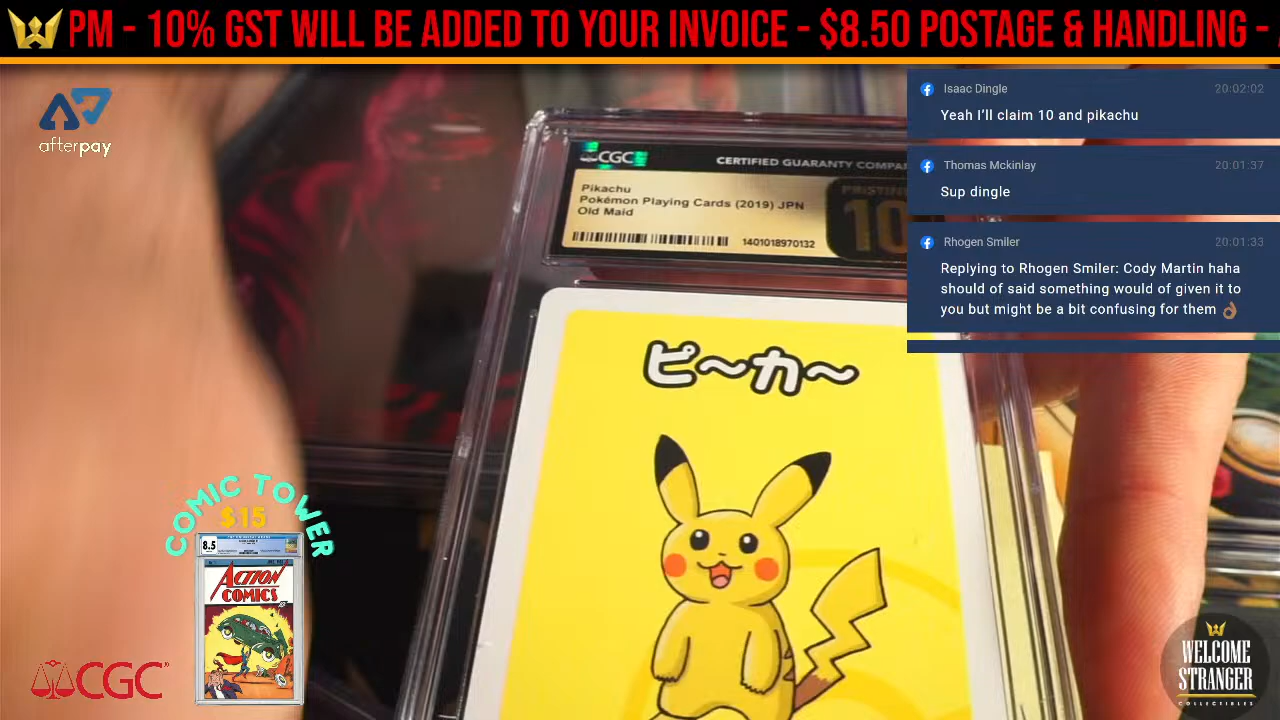 PM - 10% GST WILL BE ADDED TO YOUR INVOICE - $8.50 POSTAGE & HANDLING -
afterpay
Isaac Dingle 20:02:02
Yeah I'll claim 10 and pikachu
Thomas Mckinlay 20:01:37
Sup dingle
Rhogen Smiler 20:01:33
Replying to Rhogen Smiler: Cody Martin haha
should of said something would of given it to
you but might be a bit confusing for them 👌🏽
CGC
CERTIFIED GUARANTY COMPA
Pikachu
Pokémon Playing Cards (2019) JPN
Old Maid
1401018970132
PRISTINE
10
ピ〜カ〜
COMIC TOWER
$15
8.5
ACTION
COMICS
CGC
WELCOME
STRANGER
COLLECTIBLES